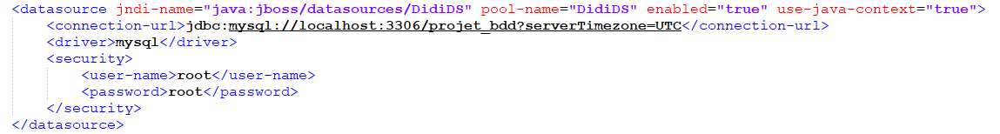 <datasource jndi-name="java:jboss/datasources/DidiDS" pool-name="DidiDS" enabled="true" use-java-context="true">
    <connection-url>jdbc:mysql://localhost:3306/projet_bdd?serverTimezone=UTC</connection-url>
    <driver>mysql</driver>
    <security>
        <user-name>root</user-name>
        <password>root</password>
    </security>
</datasource>